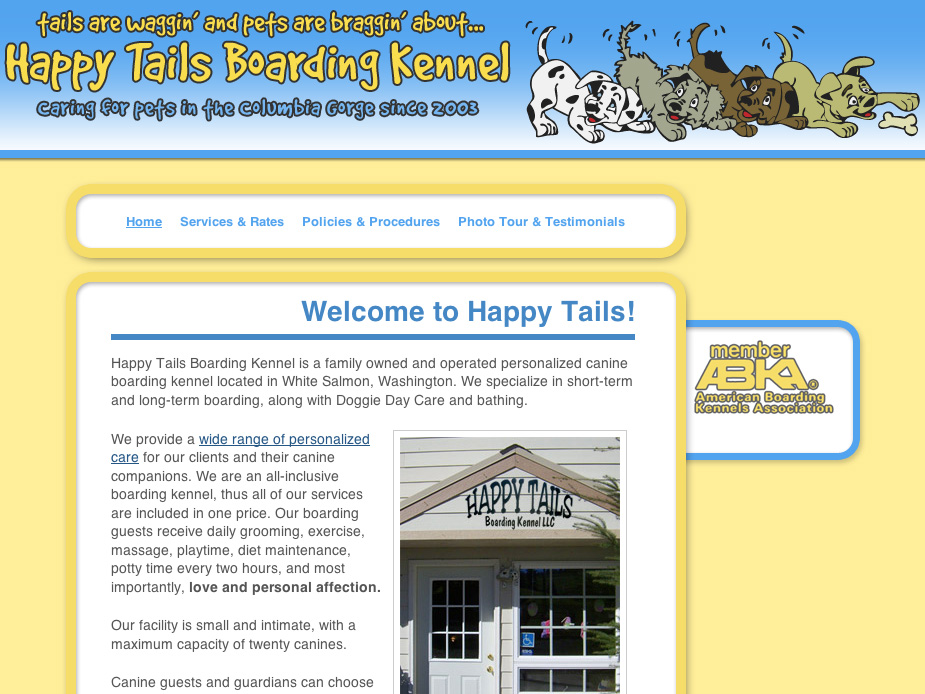 tails are waggin' and pets are braggin' about...
Happy Tails Boarding Kennel
Caring for pets in the Columbia Gorge since 2003
Home Services & Rates Policies & Procedures Photo Tour & Testimonials
Welcome to Happy Tails!
Happy Tails Boarding Kennel is a family owned and operated personalized canine
boarding kennel located in White Salmon, Washington. We specialize in short-term
and long-term boarding, along with Doggie Day Care and bathing.
We provide a wide range of personalized
care for our clients and their canine
companions. We are an all-inclusive
boarding kennel, thus all of our services
are included in one price. Our boarding
guests receive daily grooming, exercise,
massage, playtime, diet maintenance,
potty time every two hours, and most
importantly, love and personal affection.
Our facility is small and intimate, with a
maximum capacity of twenty canines.
Canine guests and guardians can choose
HAPPY TAILS
Boarding Kennel LLC
member
ABKA
American Boarding
Kennels Association